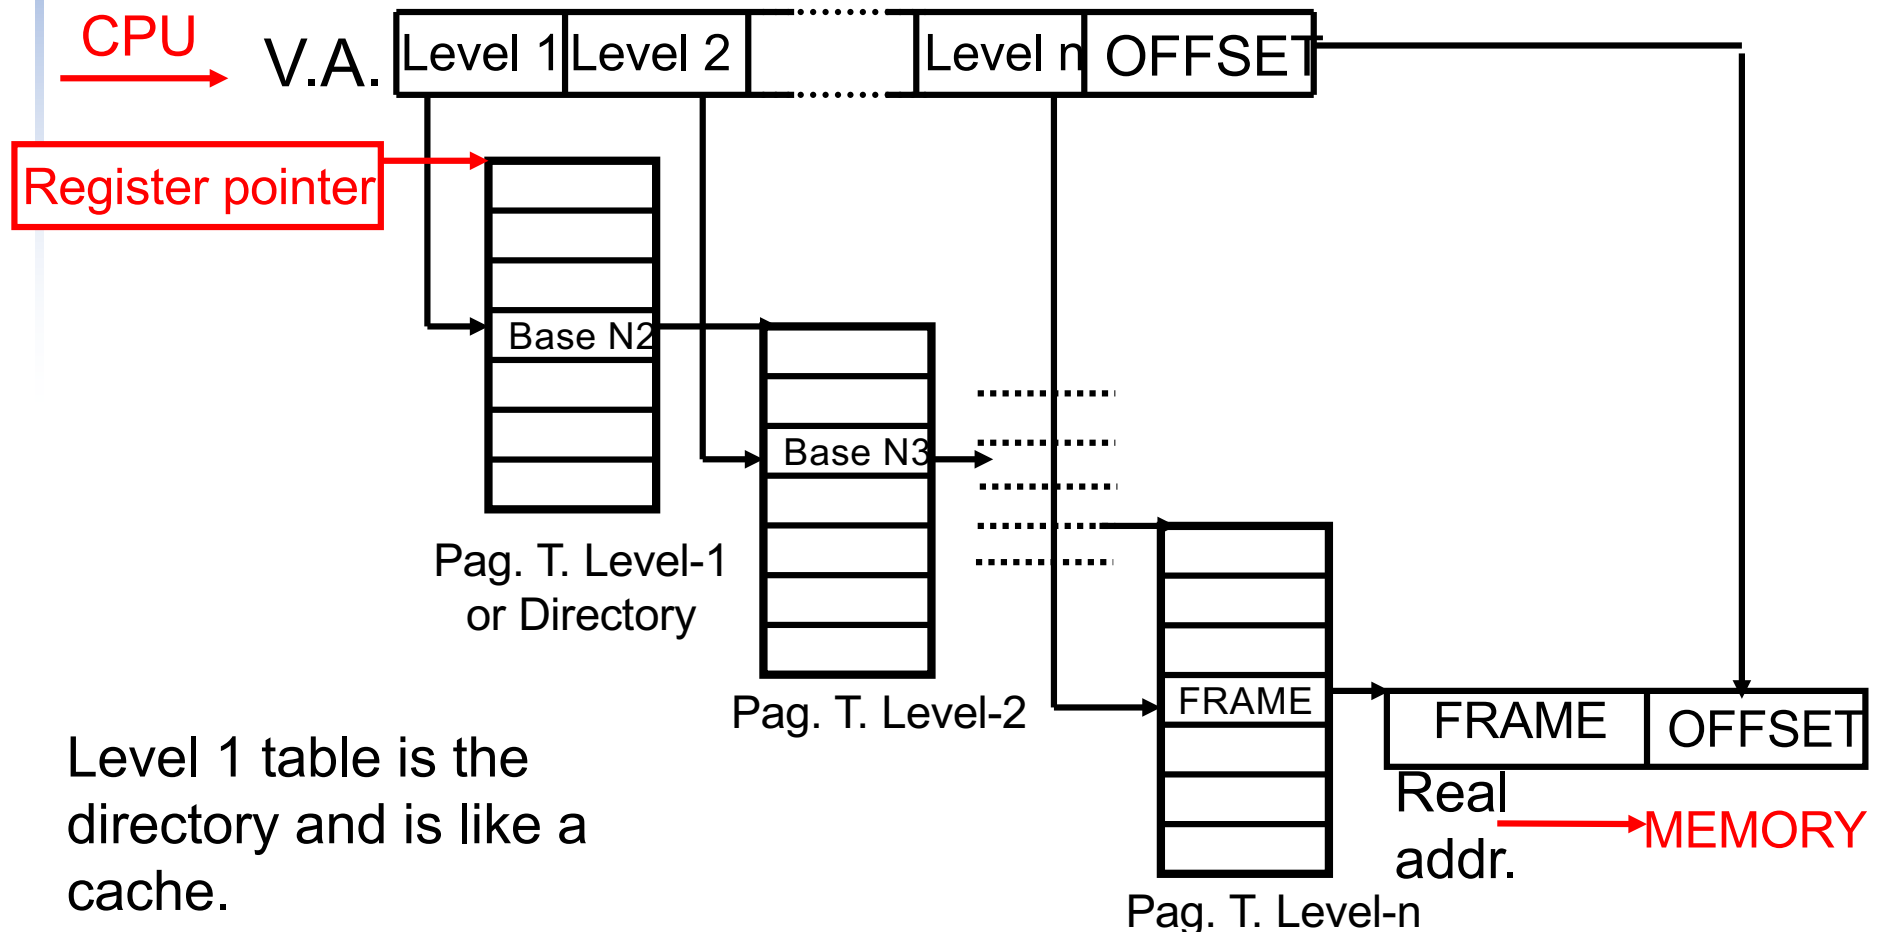 CPU
V.A.
Level 1
Level 2
Level n
OFFSET
Register pointer
Base N2
Base N3
Pag. T. Level-1
or Directory
Pag. T. Level-2
FRAME
FRAME
OFFSET
Real
addr.
MEMORY
Level 1 table is the
directory and is like a
cache.
Pag. T. Level-n